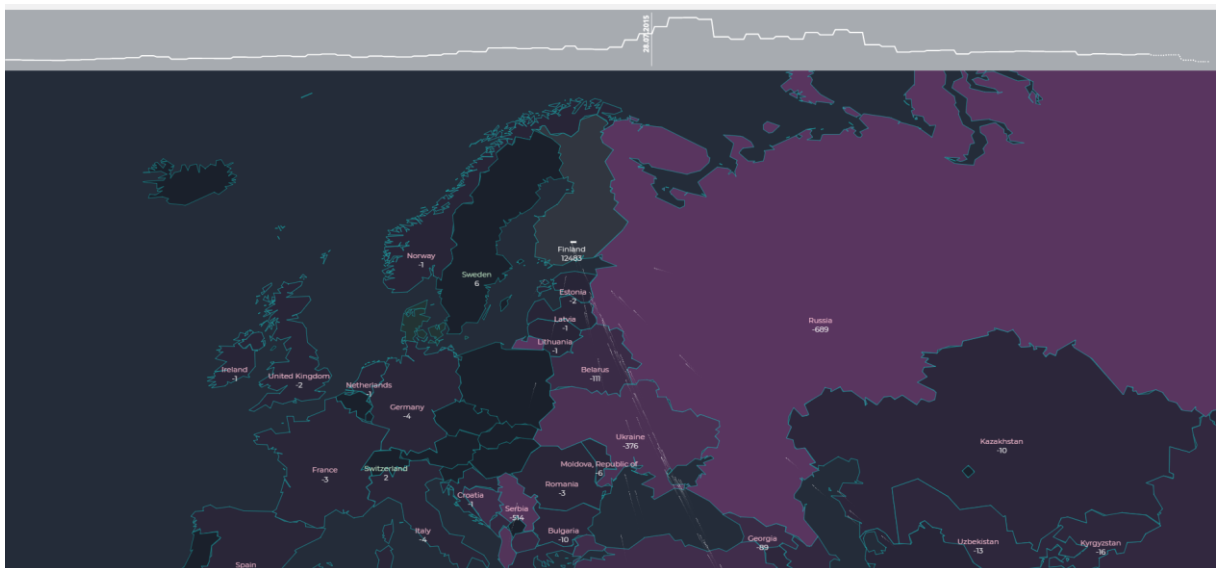 28.07.2015
Finland
12483
Norway
-1
Sweden
6
Estonia
-2
Latvia
-1
Lithuania
-1
Russia
-689
Ireland
-1
United Kingdom
-2
Netherlands
-1
Belarus
-111
Germany
-4
Ukraine
-376
Kazakhstan
-10
France
-3
Switzerland
2
Moldova, Republic of...
-6
Romania
-3
Croatia
-1
Serbia
-514
Italy
-4
Bulgaria
-10
Georgia
-89
Uzbekistan
-13
Kyrgyzstan
-16
Spain